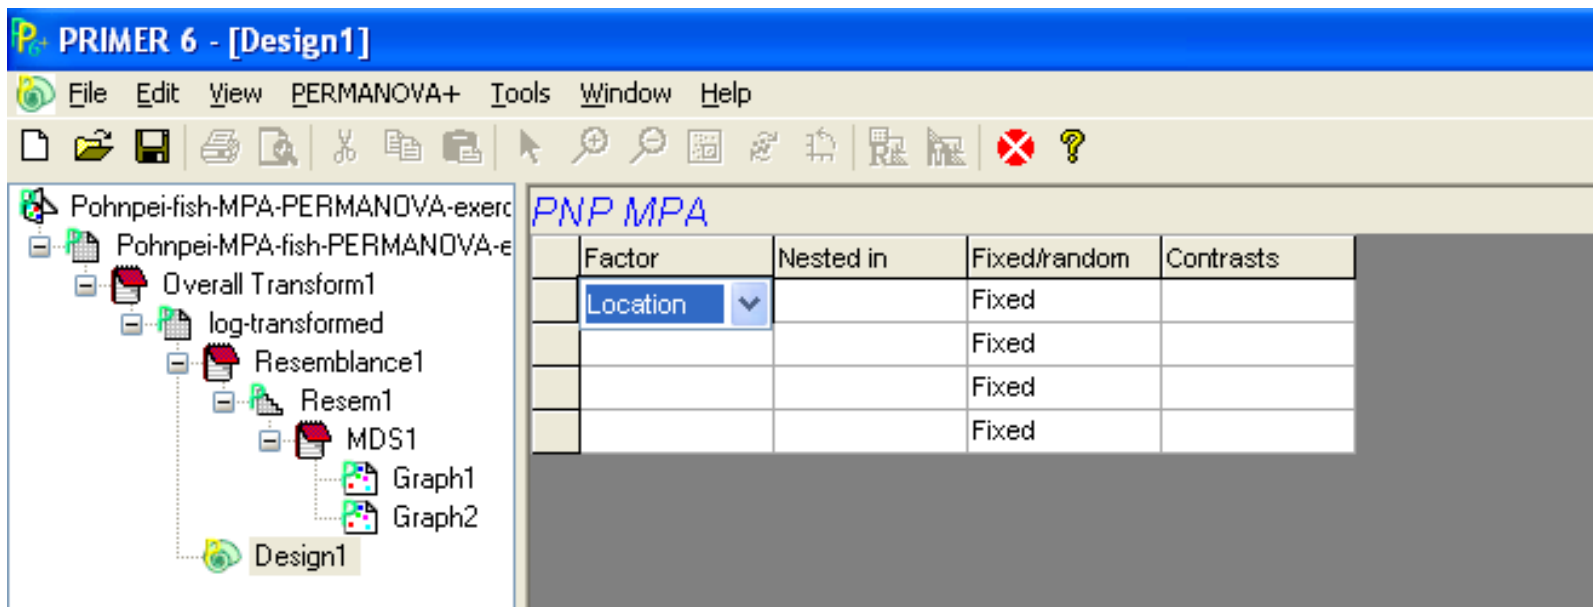 PRIMER 6 - [Design1]
File Edit View PERMANOVA+ Tools Window Help
Pohnpei-fish-MPA-PERMANOVA-exerc
Pohnpei-MPA-fish-PERMANOVA-e
Overall Transform1
log-transformed
Resemblance1
Resem1
MDS1
Graph1
Graph2
Design1
PNP MPA
Factor Nested in Fixed/random Contrasts
Location Fixed
Fixed
Fixed
Fixed